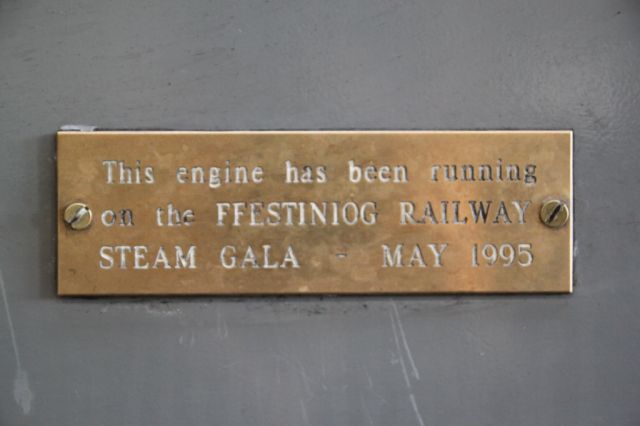 This engine has been running
on the FFESTINIOG RAILWAY
STEAM GALA - MAY 1995